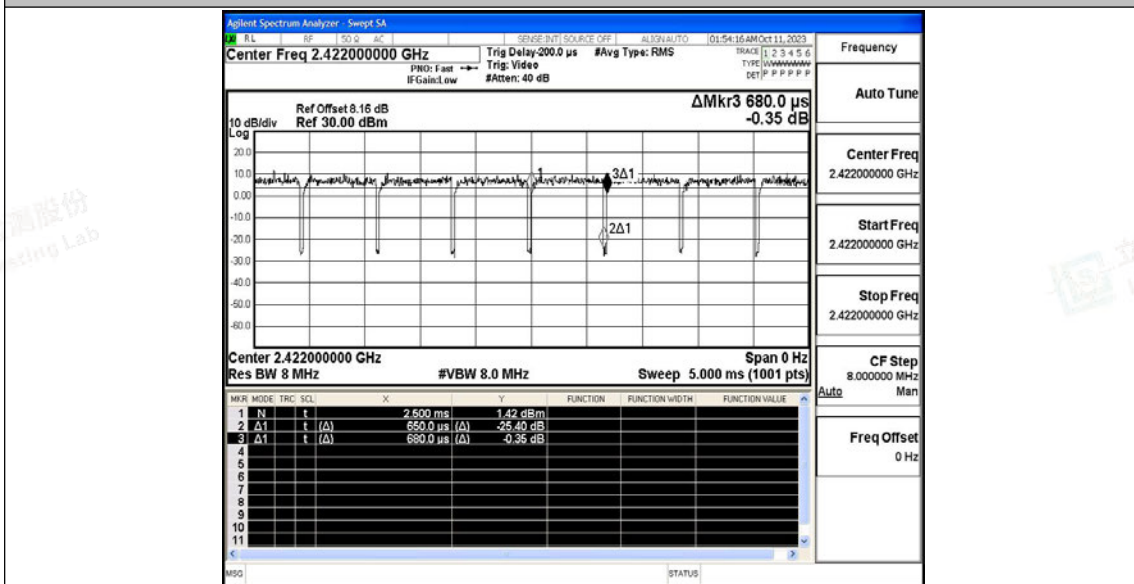 Agilent Spectrum Analyzer - Swept SA
RL RF 50 Ω AC SENSE:INT SOURCE OFF ALIGN AUTO 01:54:16 AM Oct 11, 2023
Center Freq 2.422000000 GHz
PNO: Fast
IFGain:Low
Trig Delay-200.0 µs
Trig: Video
#Atten: 40 dB
#Avg Type: RMS
TRACE 1 2 3 4 5 6
TYPE WWWWWW
DET P P P P P P
Ref Offset 8.16 dB
10 dB/div Ref 30.00 dBm
Log
ΔMkr3 680.0 µs
-0.35 dB
20.0
10.0
0.00
-10.0
-20.0
-30.0
-40.0
-50.0
-60.0
1
3Δ1
2Δ1
Center 2.422000000 GHz Span 0 Hz
Res BW 8 MHz #VBW 8.0 MHz Sweep 5.000 ms (1001 pts)
MKR MODE TRC SCL X Y FUNCTION FUNCTION WIDTH FUNCTION VALUE
1 N t 2.500 ms 1.42 dBm
2 Δ1 t (Δ) 650.0 µs (Δ) -25.40 dB
3 Δ1 t (Δ) 680.0 µs (Δ) -0.35 dB
4
5
6
7
8
9
10
11
MSG STATUS
Frequency
Auto Tune
Center Freq
2.422000000 GHz
Start Freq
2.422000000 GHz
Stop Freq
2.422000000 GHz
CF Step
8.000000 MHz
Auto Man
Freq Offset
0 Hz
测股份
sting Lab
立